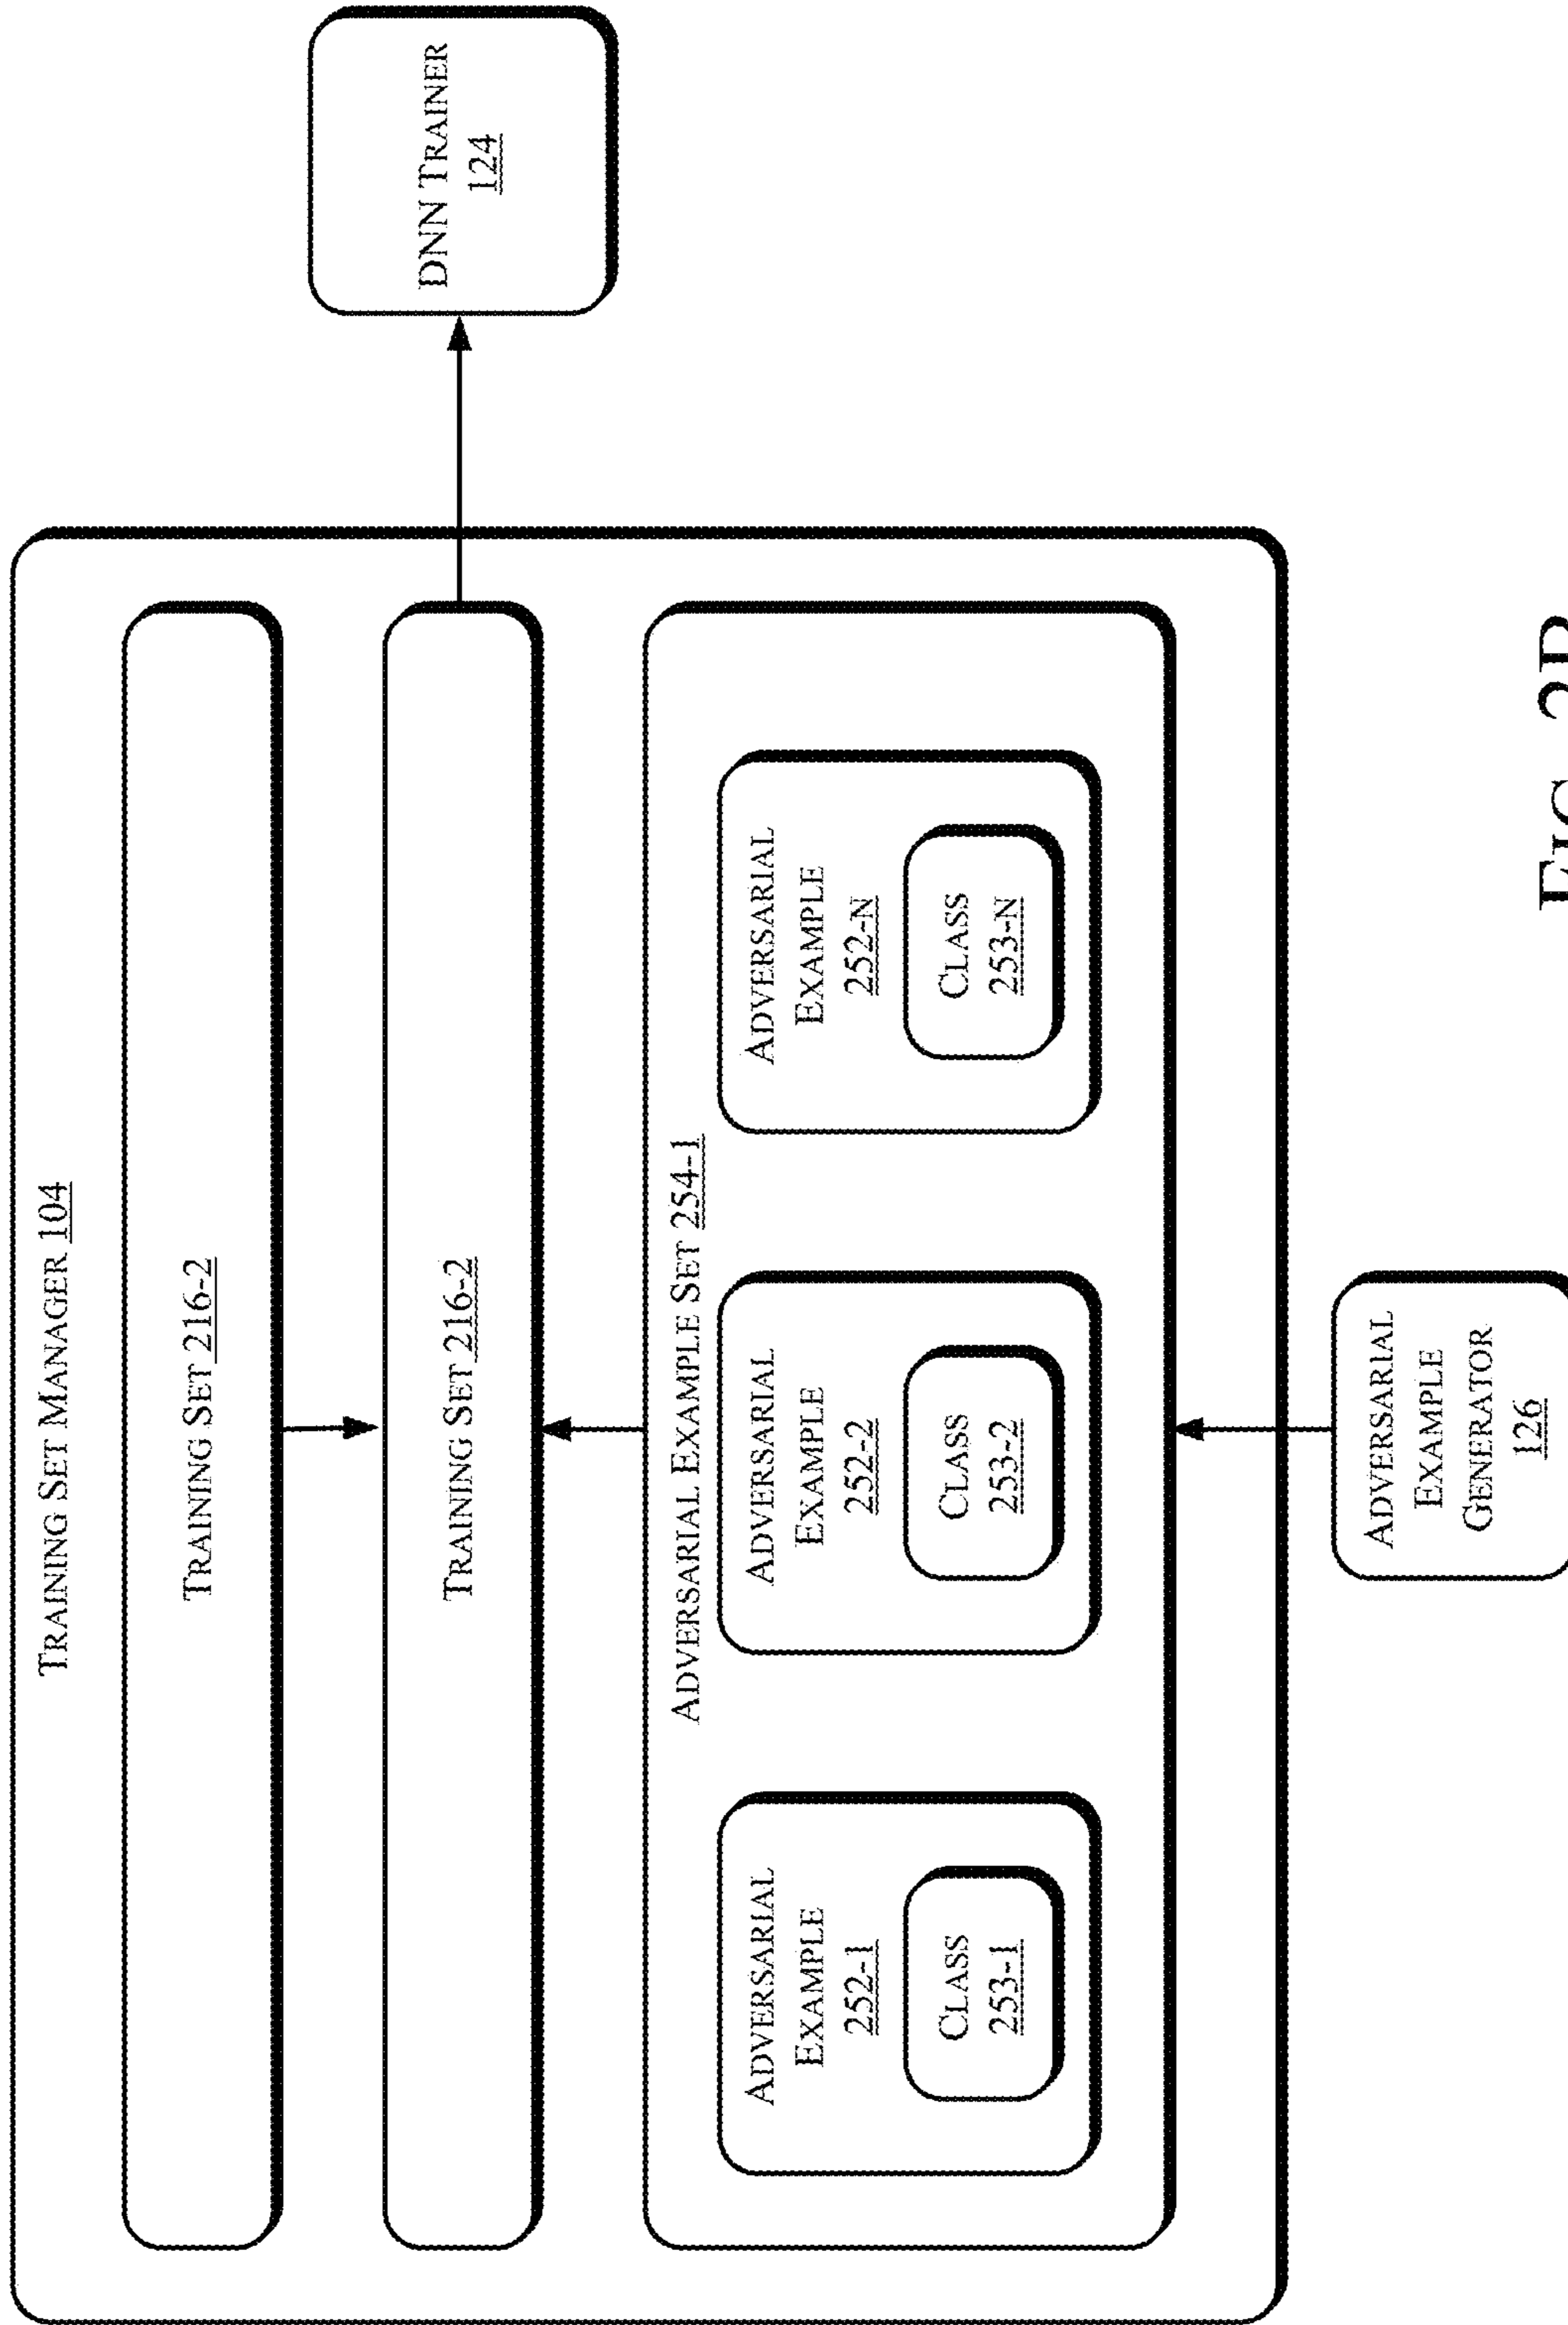 TRAINING SET MANAGER 104
TRAINING SET 216-2
TRAINING SET 216-2
DNN TRAINER
124
ADVERSARIAL EXAMPLE SET 254-1
ADVERSARIAL
EXAMPLE
252-1
CLASS
253-1
ADVERSARIAL
EXAMPLE
252-2
CLASS
253-2
ADVERSARIAL
EXAMPLE
252-N
CLASS
253-N
ADVERSARIAL
EXAMPLE
GENERATOR
126